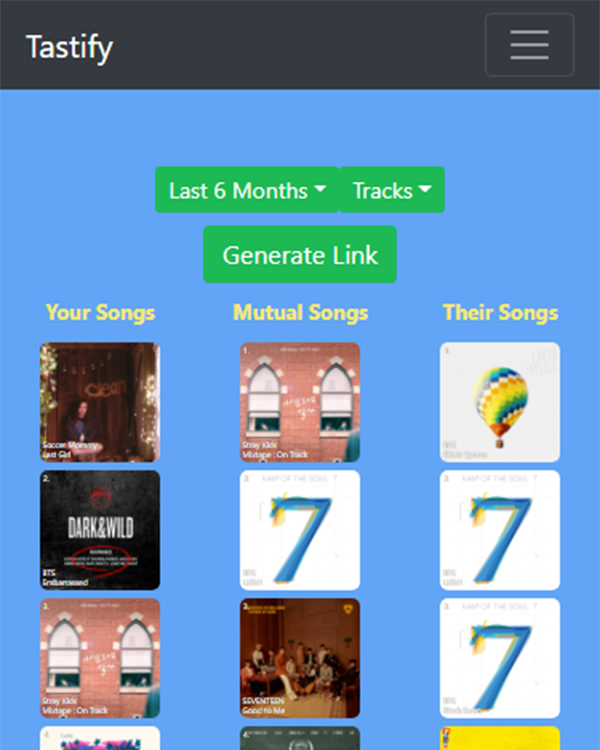 Tastify
Last 6 Months
Tracks
Generate Link
Your Songs
Mutual Songs
Their Songs
clean
Soccer Mommy
Last Girl
1.
Stray Kids
Mixtape : On Track
1.
BTS
2.
DARK&WILD
BTS
Embarrassed
2.
MAP OF THE SOUL : 7
7
BTS
UGH!
2.
MAP OF THE SOUL : 7
7
BTS
UGH!
Stray Kids
Mixtape : On Track
3.
SEVENTEEN
Good to Me
3.
MAP OF THE SOUL : 7
7
BTS
4.
4.